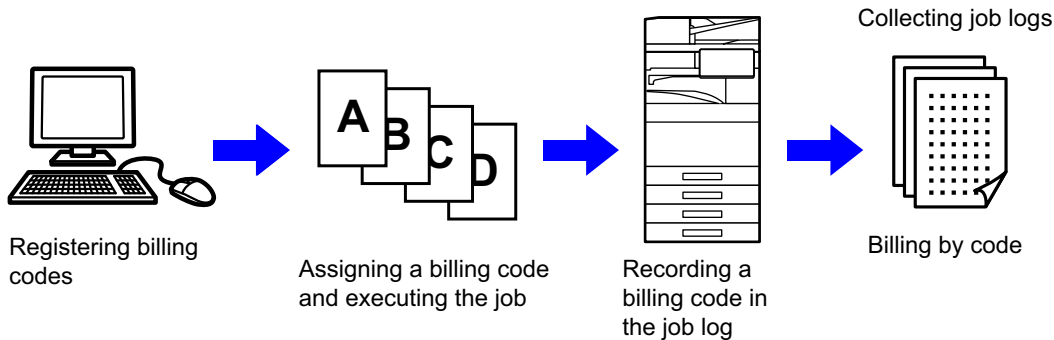 Collecting job logs
A
B
C
D
Registering billing
codes
Assigning a billing code
and executing the job
Recording a
billing code in
the job log
Billing by code